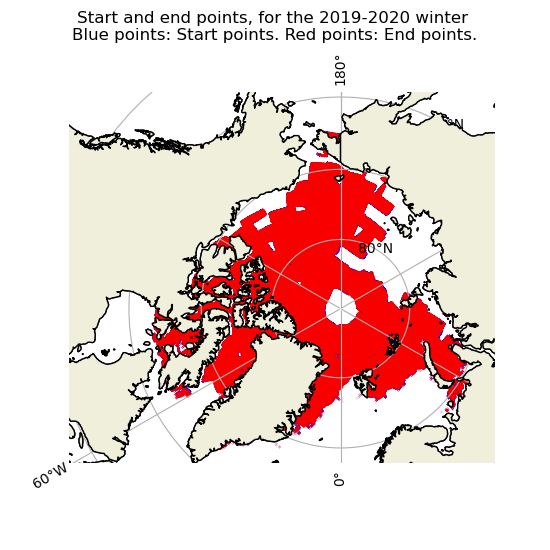 Start and end points, for the 2019-2020 winter
Blue points: Start points. Red points: End points.
180°
80°N
60°W
0°